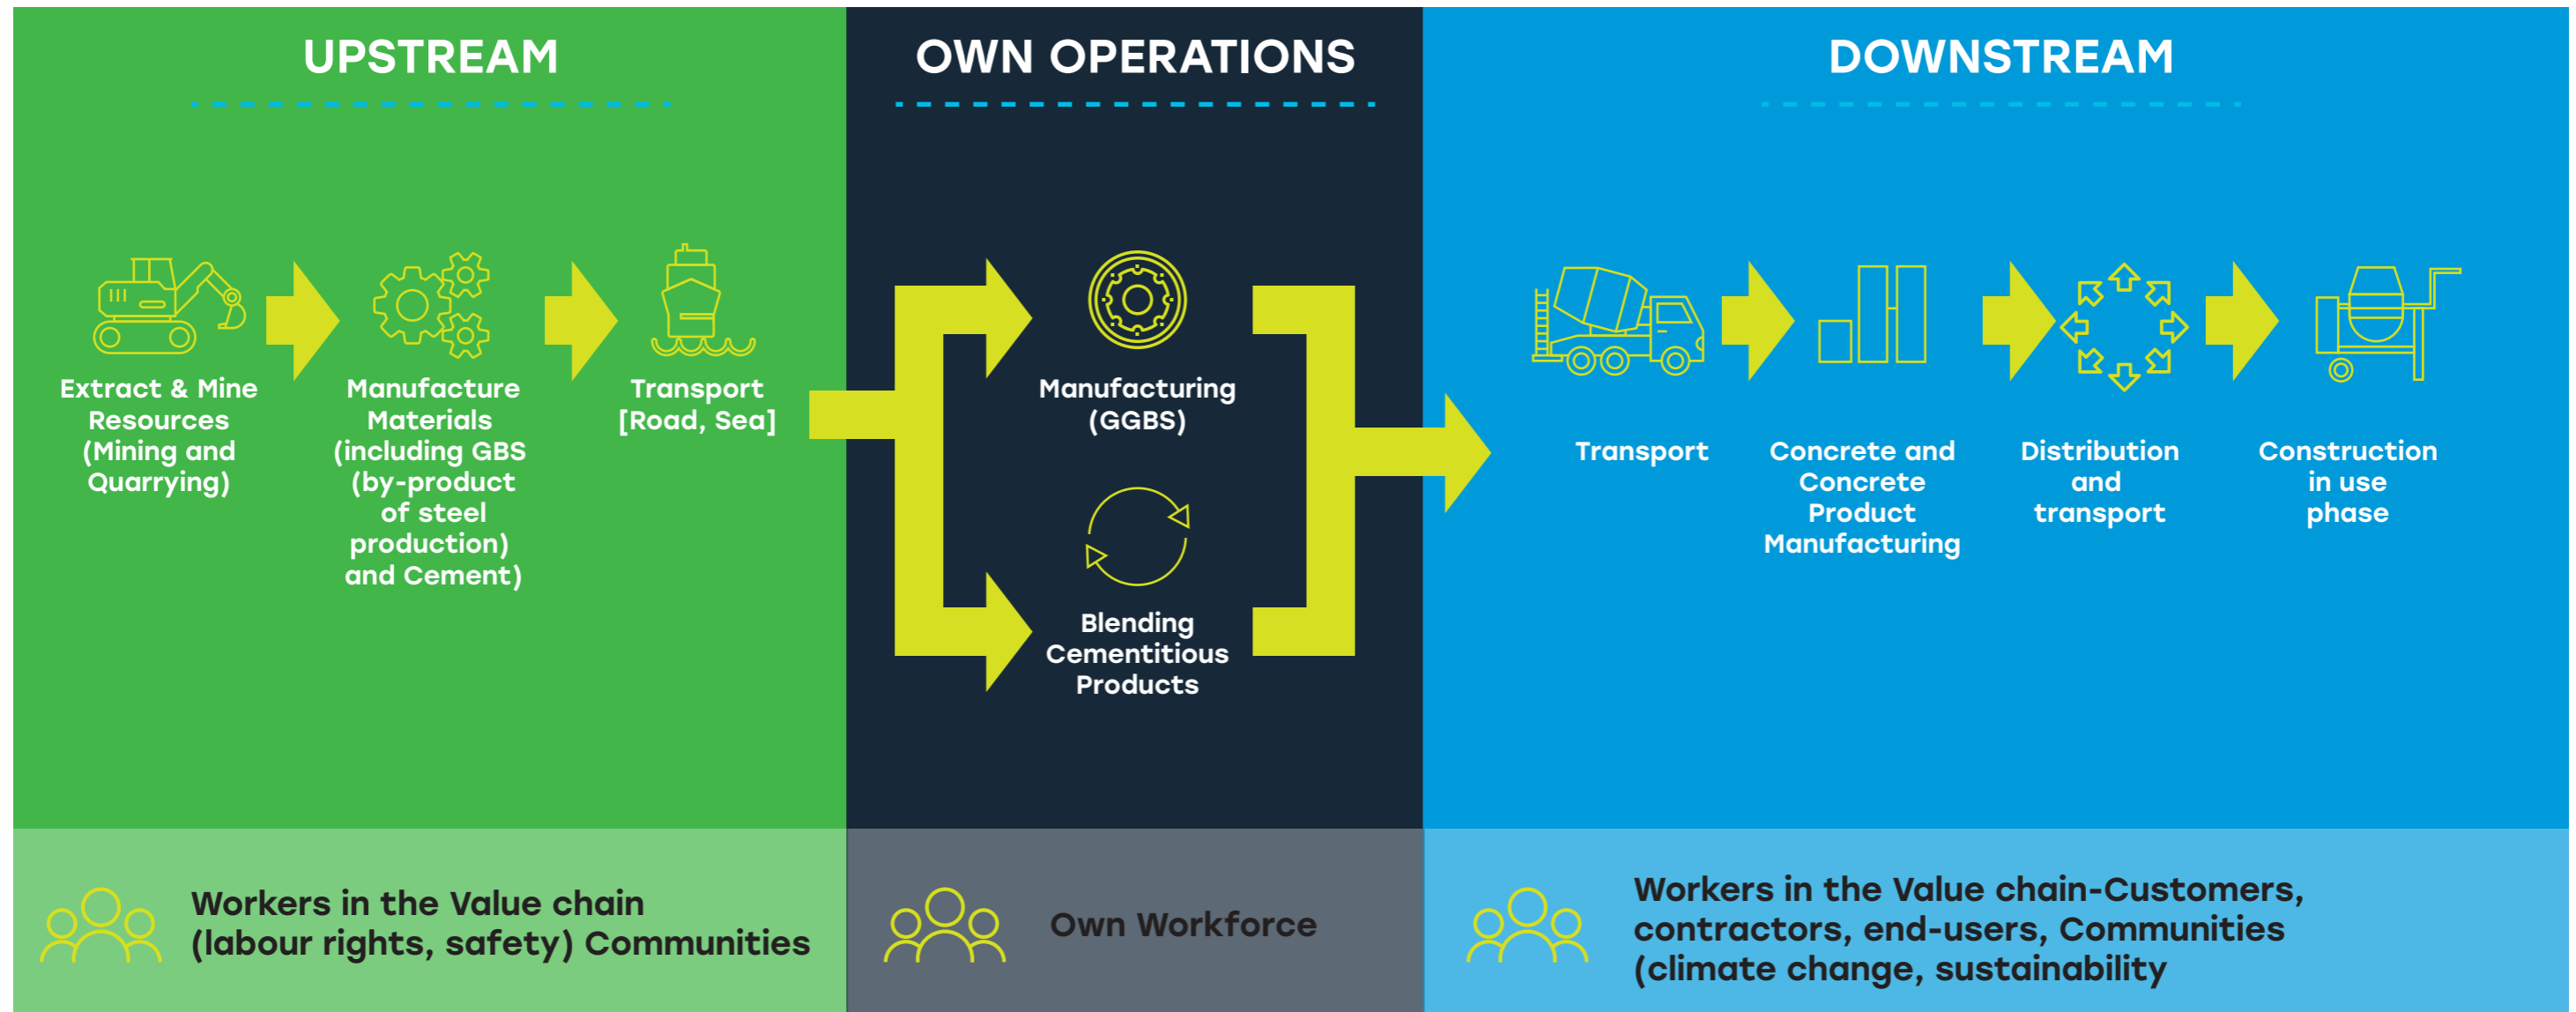 UPSTREAM
Extract & Mine
Resources
(Mining and
Quarrying)
Manufacture
Materials
(including GBS
(by-product
of steel
production)
and Cement)
Transport
[Road, Sea]
Workers in the Value chain
(labour rights, safety) Communities
OWN OPERATIONS
Manufacturing
(GGBS)
Blending
Cementitious
Products
Own Workforce
DOWNSTREAM
Transport
Concrete and
Concrete
Product
Manufacturing
Distribution
and
transport
Construction
in use
phase
Workers in the Value chain-Customers,
contractors, end-users, Communities
(climate change, sustainability